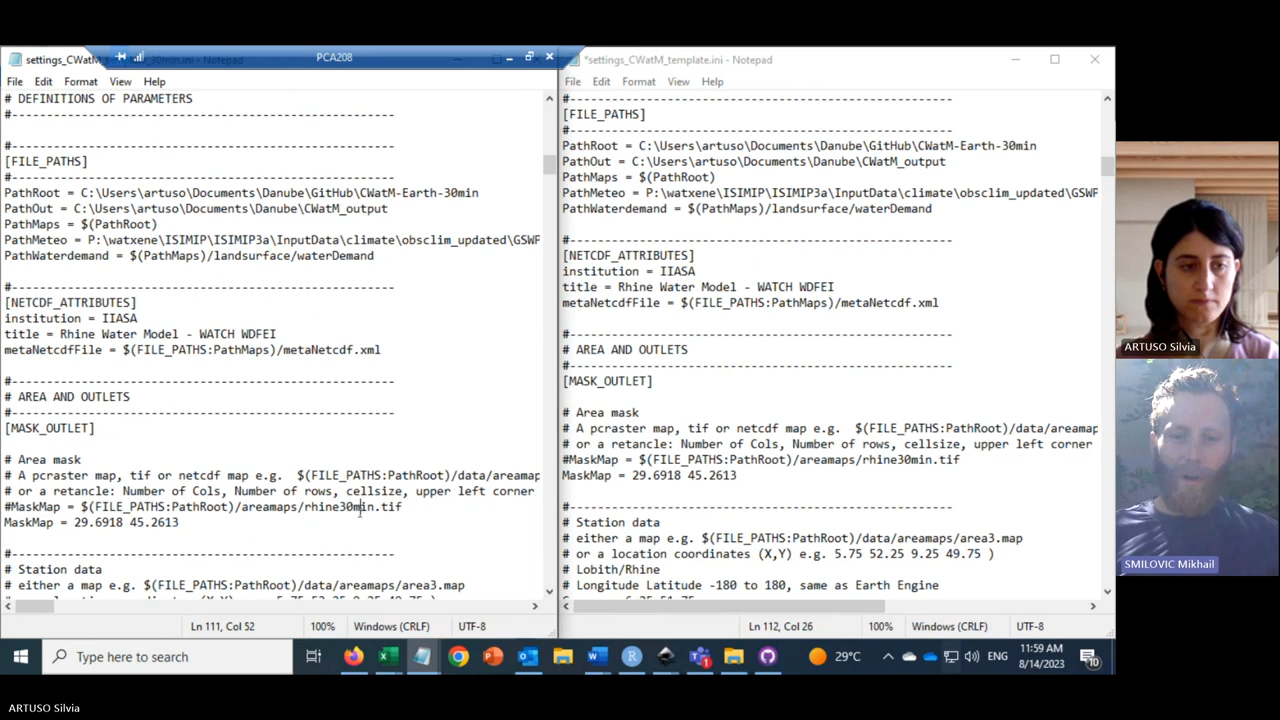 settings_CWatM_
_30min.ini - Notepad
PCA208
File Edit Format View Help
# DEFINITIONS OF PARAMETERS
#-------------------------------------------------
#-------------------------------------------------
[FILE_PATHS]
#-------------------------------------------------
PathRoot = C:\Users\artuso\Documents\Danube\GitHub\CWatM-Earth-30min
PathOut = C:\Users\artuso\Documents\Danube\CWatM_output
PathMaps = $(PathRoot)
PathMeteo = P:\watxene\ISIMIP\ISIMIP3a\InputData\climate\obsclim_updated\GSWP
PathWaterdemand = $(PathMaps)/landsurface/waterDemand
#-------------------------------------------------
[NETCDF_ATTRIBUTES]
institution = IIASA
title = Rhine Water Model - WATCH WDFEI
metaNetcdfFile = $(FILE_PATHS:PathMaps)/metaNetcdf.xml
#-------------------------------------------------
# AREA AND OUTLETS
#-------------------------------------------------
[MASK_OUTLET]
# Area mask
# A pcraster map, tif or netcdf map e.g.  $(FILE_PATHS:PathRoot)/data/areamap
# or a retancle: Number of Cols, Number of rows, cellsize, upper left corner
#MaskMap = $(FILE_PATHS:PathRoot)/areamaps/rhine30min.tif
MaskMap = 29.6918 45.2613
#-------------------------------------------------
# Station data
# either a map e.g. $(FILE_PATHS:PathRoot)/data/areamaps/area3.map
Ln 111, Col 52 100% Windows (CRLF) UTF-8
*settings_CWatM_template.ini - Notepad
File Edit Format View Help
#-------------------------------------------------
[FILE_PATHS]
#-------------------------------------------------
PathRoot = C:\Users\artuso\Documents\Danube\GitHub\CWatM-Earth-30min
PathOut = C:\Users\artuso\Documents\Danube\CWatM_output
PathMaps = $(PathRoot)
PathMeteo = P:\watxene\ISIMIP\ISIMIP3a\InputData\climate\obsclim_updated\GSWP
PathWaterdemand = $(PathMaps)/landsurface/waterDemand
#-------------------------------------------------
[NETCDF_ATTRIBUTES]
institution = IIASA
title = Rhine Water Model - WATCH WDFEI
metaNetcdfFile = $(FILE_PATHS:PathMaps)/metaNetcdf.xml
#-------------------------------------------------
# AREA AND OUTLETS
#-------------------------------------------------
[MASK_OUTLET]
# Area mask
# A pcraster map, tif or netcdf map e.g.  $(FILE_PATHS:PathRoot)/data/areamap
# or a retancle: Number of Cols, Number of rows, cellsize, upper left corner
#MaskMap = $(FILE_PATHS:PathRoot)/areamaps/rhine30min.tif
MaskMap = 29.6918 45.2613
#-------------------------------------------------
# Station data
# either a map e.g. $(FILE_PATHS:PathRoot)/data/areamaps/area3.map
# or a location coordinates (X,Y) e.g. 5.75 52.25 9.25 49.75 )
# Lobith/Rhine
# Longitude Latitude -180 to 180, same as Earth Engine
Ln 112, Col 26 100% Windows (CRLF) UTF-8
Type here to search
29°C
ENG
11:59 AM
8/14/2023
10
ARTUSO Silvia
SMILOVIC Mikhail
ARTUSO Silvia